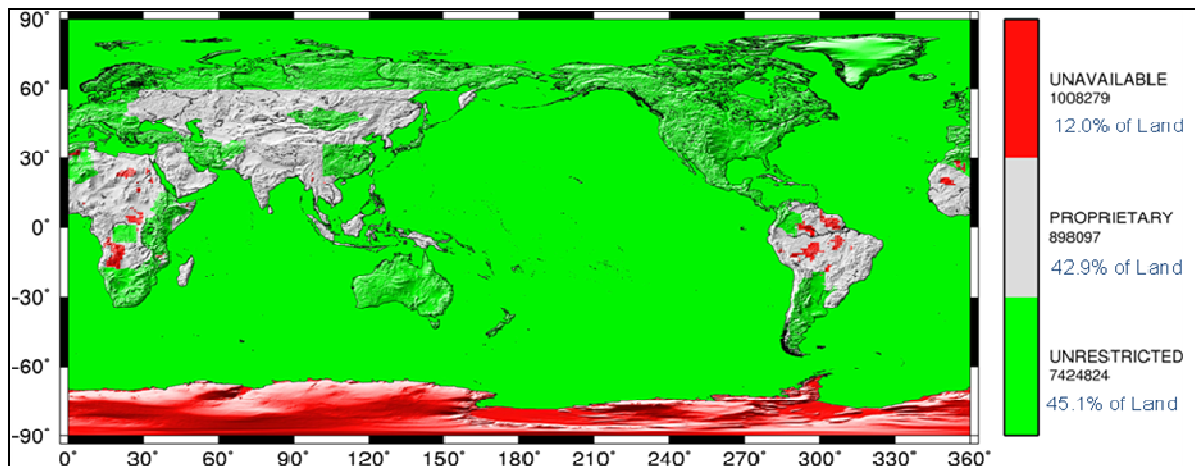 90°
60°
30°
0°
-30°
-60°
-90°
0° 30° 60° 90° 120° 150° 180° 210° 240° 270° 300° 330° 360°
UNAVAILABLE
1008279
12.0% of Land
PROPRIETARY
898097
42.9% of Land
UNRESTRICTED
7424824
45.1% of Land